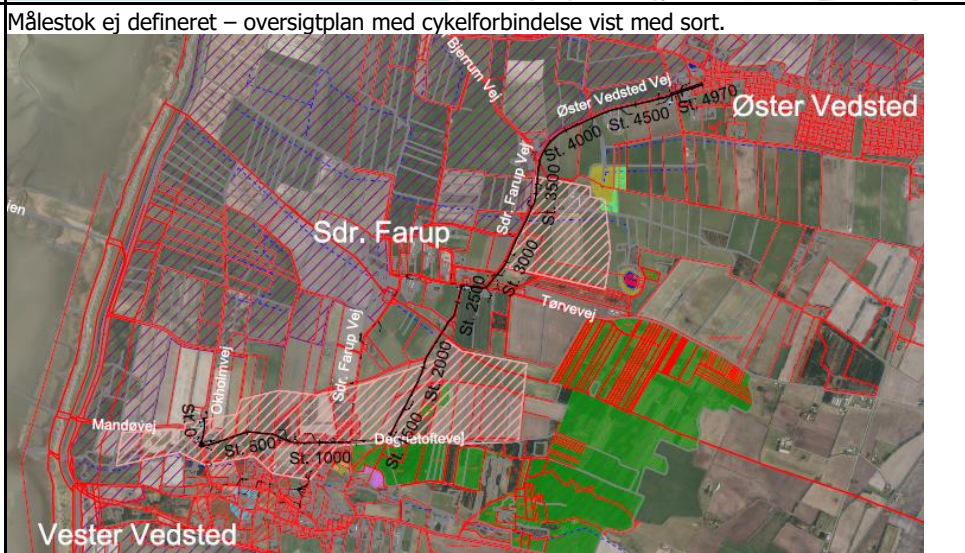 Målestok ej defineret – oversigtplan med cykelforbindelse vist med sort.
Bjerrum Vej
Øster Vedsted Vej
Øster Vedsted
St. 4970
St. 4500
St. 4000
Sdr. Farup Vej
St. 3500
ien
Sdr. Farup
St. 3000
St. 2500
Tørvevej
Sdr. Farup Vej
St. 2000
Okholmvej
Mandøvej
St. 0
St. 500
St. 1000
Degnetoftevej
Vester Vedsted